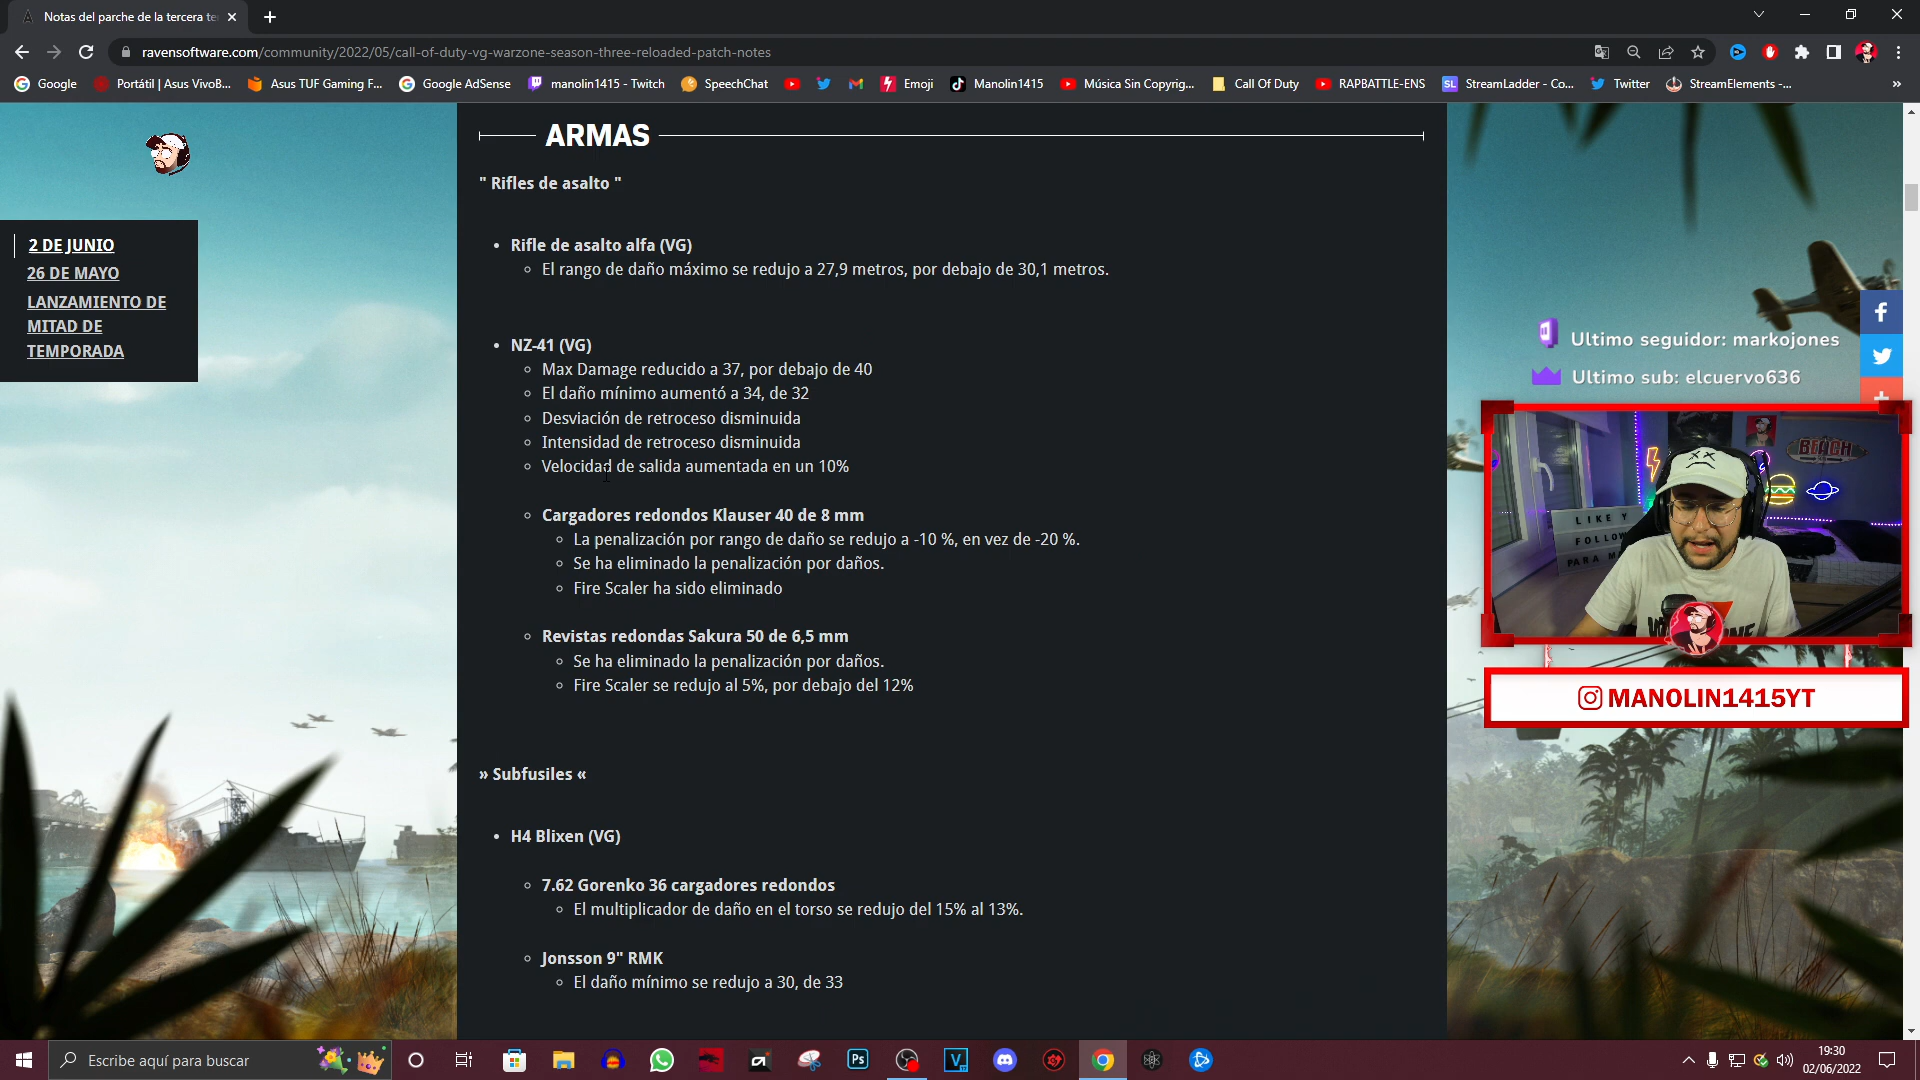 Notas del parche de la tercera te
ravensoftware.com/community/2022/05/call-of-duty-vg-warzone-season-three-reloaded-patch-notes
Google
Portátil | Asus VivoB...
Asus TUF Gaming F...
Google AdSense
manolin1415 - Twitch
SpeechChat
Emoji
Manolin1415
Música Sin Copyrig...
Call Of Duty
RAPBATTLE-ENS
SL
StreamLadder - Co...
Twitter
StreamElements -...
»
2 DE JUNIO
26 DE MAYO
LANZAMIENTO DE
MITAD DE
TEMPORADA
ARMAS
" Rifles de asalto "
• Rifle de asalto alfa (VG)
El rango de daño máximo se redujo a 27,9 metros, por debajo de 30,1 metros.
• NZ-41 (VG)
Max Damage reducido a 37, por debajo de 40
El daño mínimo aumentó a 34, de 32
Desviación de retroceso disminuida
Intensidad de retroceso disminuida
Velocidad de salida aumentada en un 10%
Cargadores redondos Klauser 40 de 8 mm
La penalización por rango de daño se redujo a -10 %, en vez de -20 %.
Se ha eliminado la penalización por daños.
Fire Scaler ha sido eliminado
Revistas redondas Sakura 50 de 6,5 mm
Se ha eliminado la penalización por daños.
Fire Scaler se redujo al 5%, por debajo del 12%
» Subfusiles «
• H4 Blixen (VG)
7.62 Gorenko 36 cargadores redondos
El multiplicador de daño en el torso se redujo del 15% al 13%.
Jonsson 9" RMK
El daño mínimo se redujo a 30, de 33
Ultimo seguidor: markojones
Ultimo sub: elcuervo636
BEACH
LIKE Y
FOLLOW
PARA M
MANOLIN1415YT
Escribe aquí para buscar
Ps
V
19:30
02/06/2022